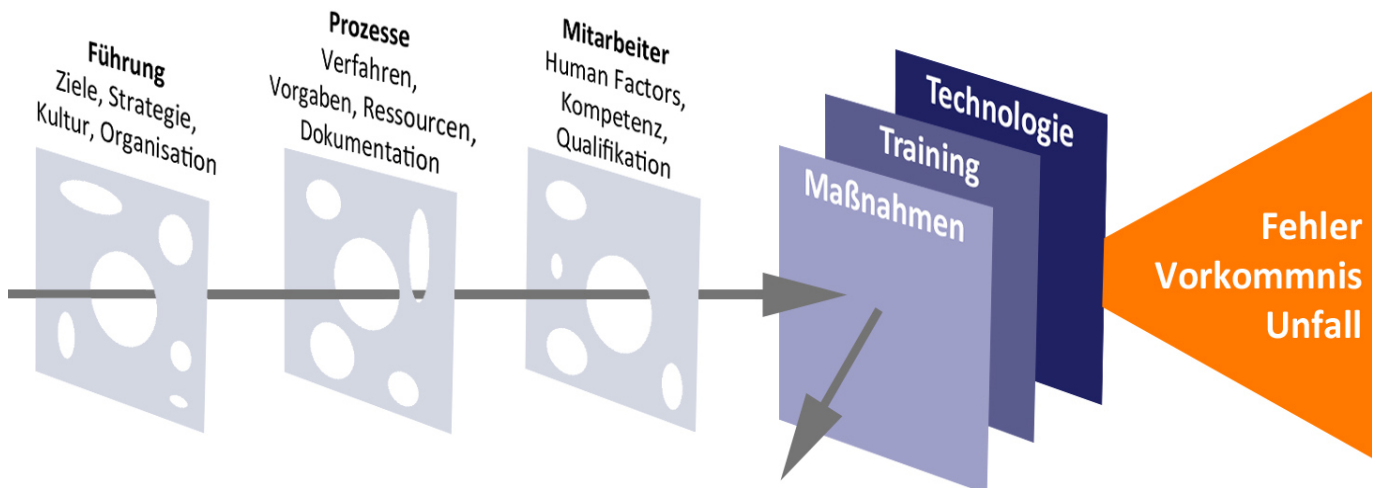 Führung
Ziele, Strategie,
Kultur, Organisation
Prozesse
Verfahren,
Vorgaben, Ressourcen,
Dokumentation
Mitarbeiter
Human Factors,
Kompetenz,
Qualifikation
Technologie
Training
Maßnahmen
Fehler
Vorkommnis
Unfall